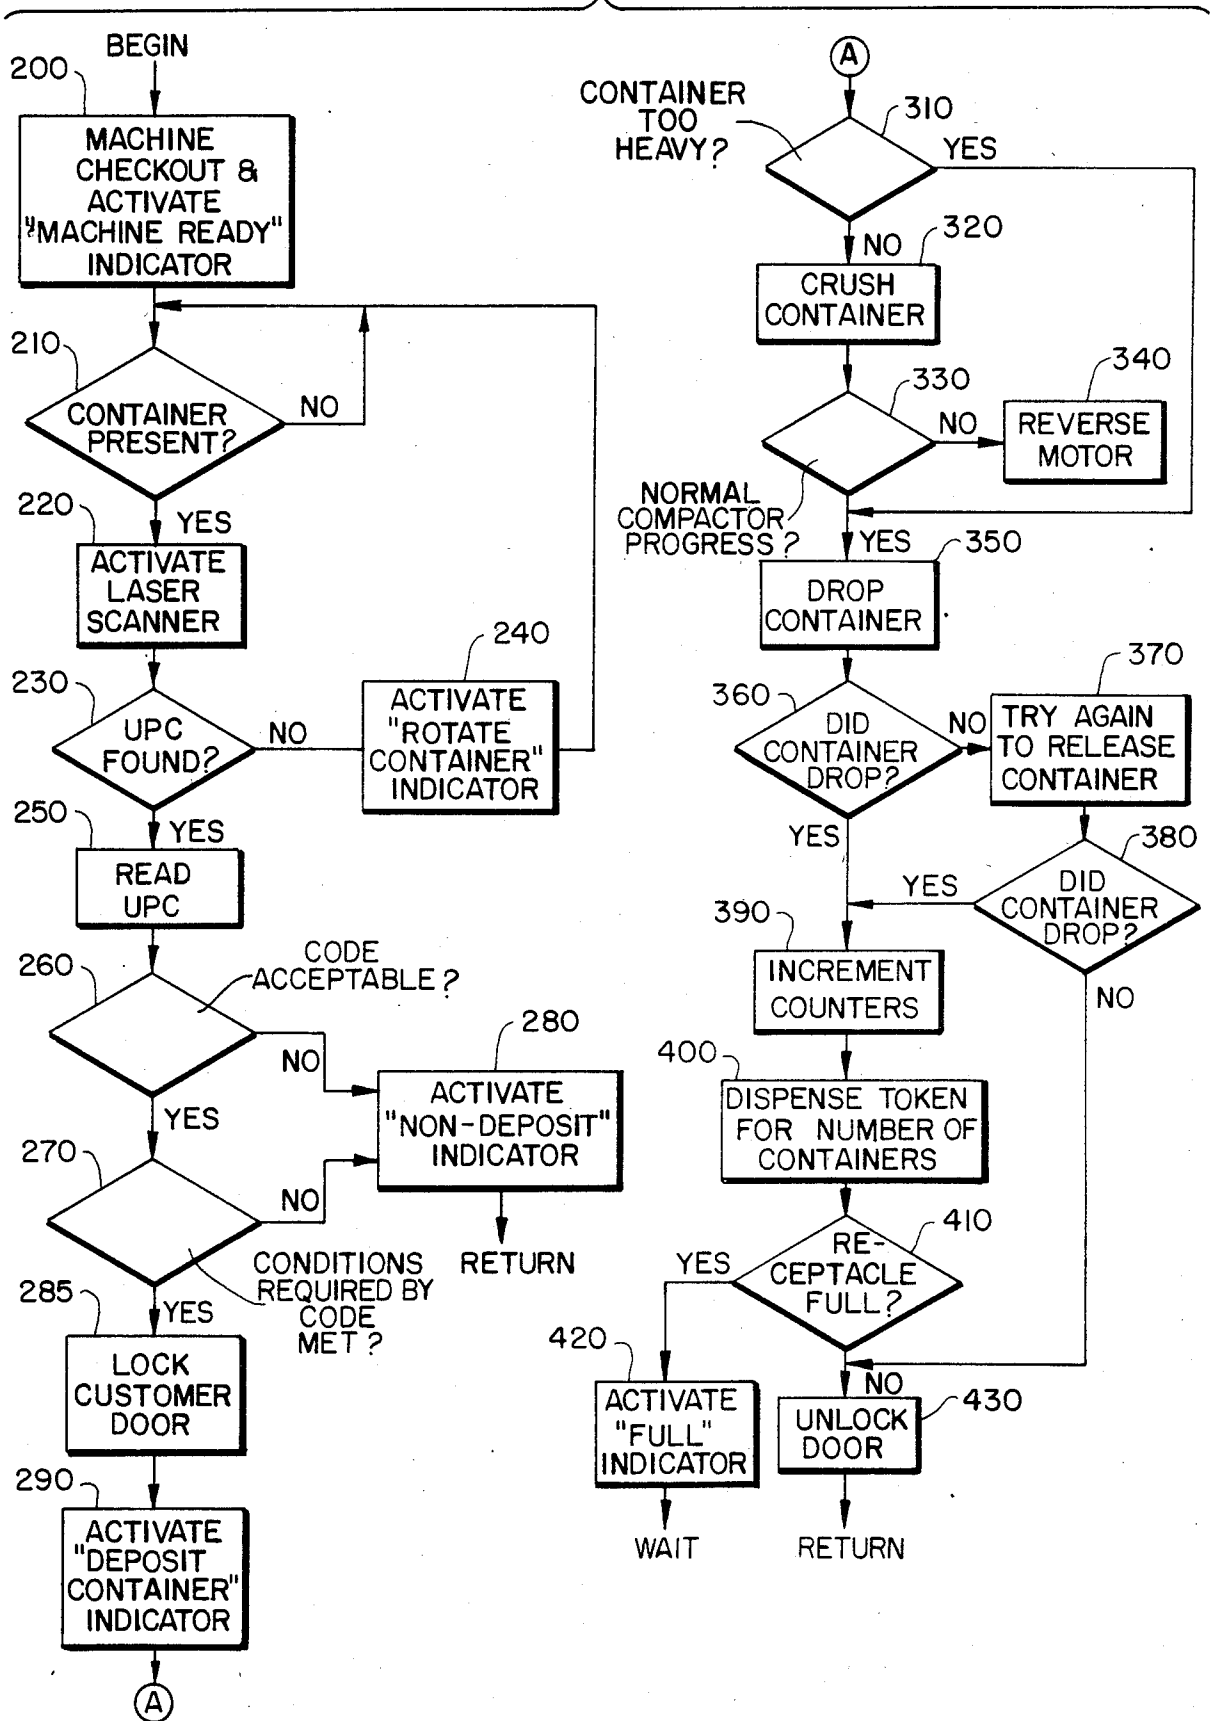 BEGIN
200
MACHINE
CHECKOUT &
ACTIVATE
"MACHINE READY"
INDICATOR
210
CONTAINER
PRESENT?
NO
220
YES
ACTIVATE
LASER
SCANNER
230
UPC
FOUND?
NO
240
ACTIVATE
"ROTATE
CONTAINER"
INDICATOR
250
YES
READ
UPC
260
CODE
ACCEPTABLE?
NO
YES
270
NO
280
ACTIVATE
"NON-DEPOSIT"
INDICATOR
RETURN
CONDITIONS
REQUIRED BY
CODE
MET?
285
YES
LOCK
CUSTOMER
DOOR
290
ACTIVATE
"DEPOSIT
CONTAINER"
INDICATOR
A
A
CONTAINER
TOO
HEAVY?
310
YES
NO
320
CRUSH
CONTAINER
330
NO
340
REVERSE
MOTOR
NORMAL
COMPACTOR
PROGRESS?
YES
350
DROP
CONTAINER
360
DID
CONTAINER
DROP?
NO
370
TRY AGAIN
TO RELEASE
CONTAINER
YES
380
DID
CONTAINER
DROP?
YES
NO
390
INCREMENT
COUNTERS
400
DISPENSE TOKEN
FOR NUMBER OF
CONTAINERS
410
RE-
CEPTACLE
FULL?
YES
420
ACTIVATE
"FULL"
INDICATOR
WAIT
NO
430
UNLOCK
DOOR
RETURN